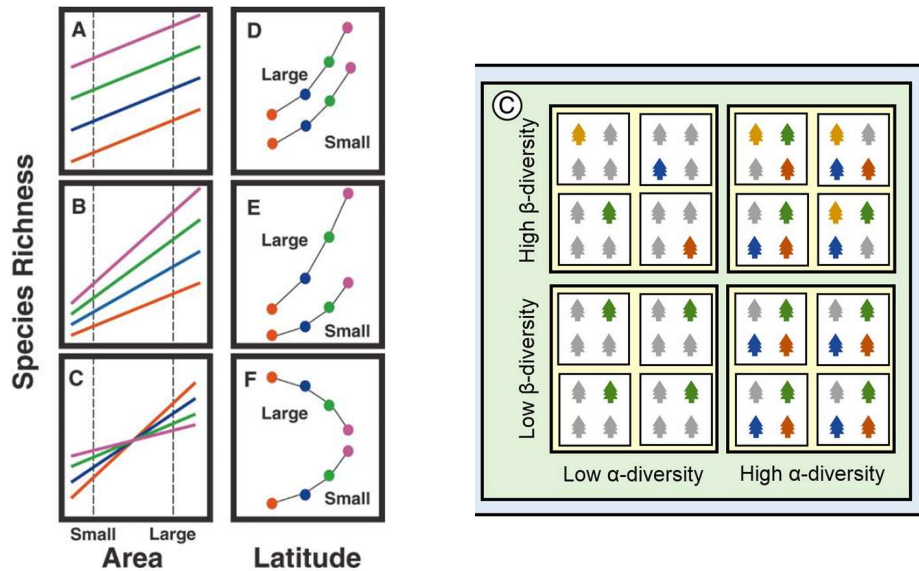 Species Richness
A
B
C
Small
Large
Area
D
Large
Small
E
Large
Small
F
Large
Small
Latitude
C
High β-diversity
Low β-diversity
Low α-diversity
High α-diversity